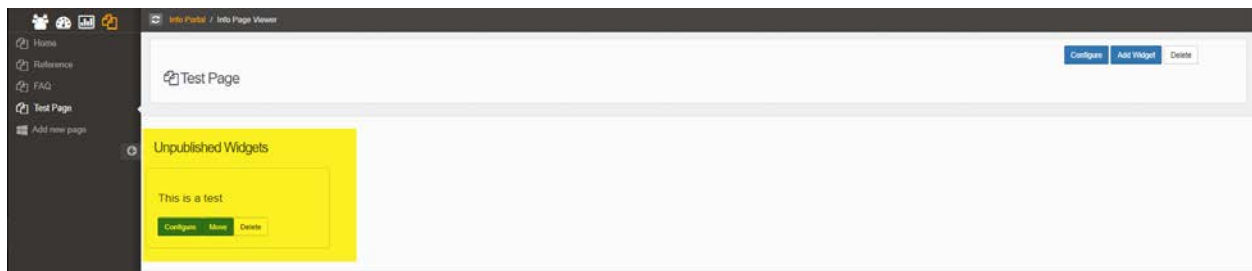 Info Portal / Info Page Viewer
Home
Reference
FAQ
Test Page
Add new page
Configure Add Widget Delete
Test Page
Unpublished Widgets
This is a test
Configure Move Delete